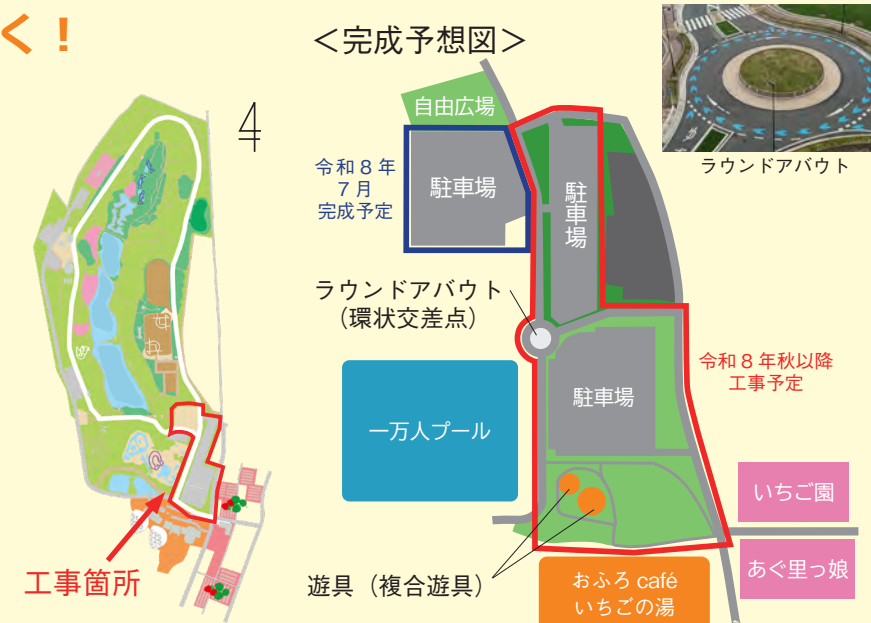 く！
＜完成予想図＞
ラウンドアバウト
自由広場
令和８年
７月
完成予定
駐車場
駐車場
ラウンドアバウト
（環状交差点）
令和８年秋以降
工事予定
駐車場
一万人プール
いちご園
あぐ里っ娘
遊具（複合遊具）
おふろ café
いちごの湯
工事箇所